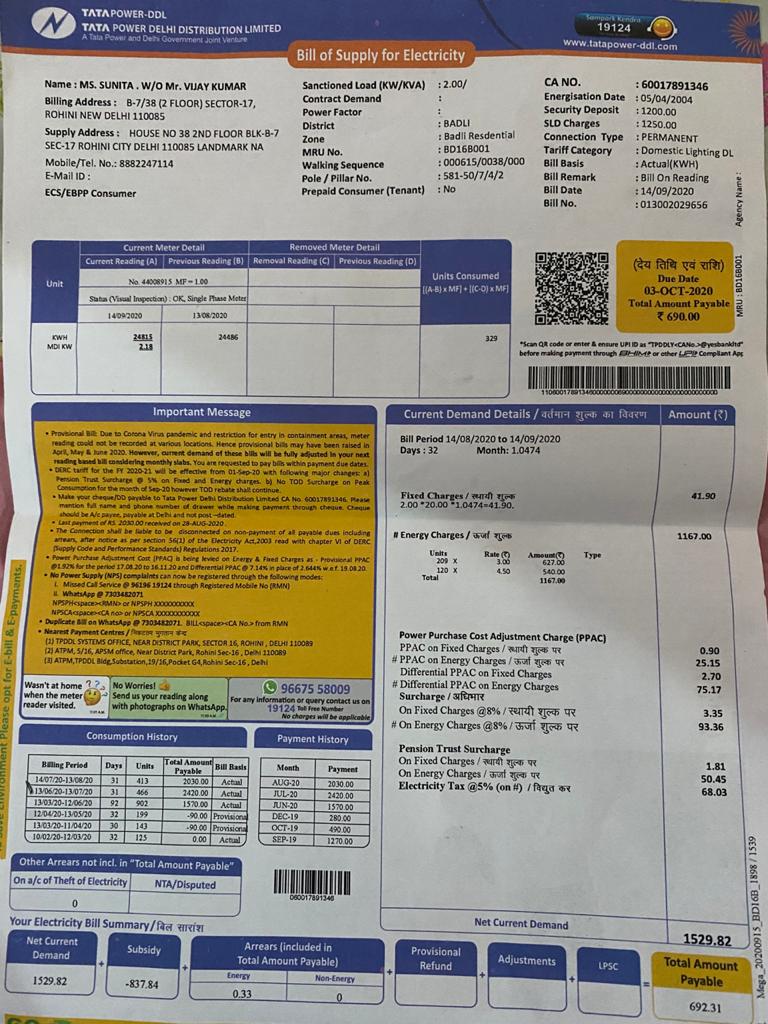 TATA POWER-DDL
TATA POWER DELHI DISTRIBUTION LIMITED
A Tata Power and Delhi Government Joint Venture
Sampark Kendra
19124
www.tatapower-ddl.com
Bill of Supply for Electricity
Name : MS. SUNITA . W/O Mr. VIJAY KUMAR
Billing Address : B-7/38 (2 FLOOR) SECTOR-17,
ROHINI NEW DELHI 110085
Supply Address : HOUSE NO 38 2ND FLOOR BLK-B-7
SEC-17 ROHINI CITY DELHI 110085 LANDMARK NA
Mobile/Tel. No.: 8882247114
E-Mail ID :
ECS/EBPP Consumer
Sanctioned Load (KW/KVA) : 2.00/
Contract Demand :
Power Factor :
District : BADLI
Zone : Badli Resdential
MRU No. : BD16B001
Walking Sequence : 000615/0038/000
Pole / Pillar No. : 581-50/7/4/2
Prepaid Consumer (Tenant) : No
CA NO. : 60017891346
Energisation Date : 05/04/2004
Security Deposit : 1200.00
SLD Charges : 1250.00
Connection Type : PERMANENT
Tariff Category : Domestic Lighting DL
Bill Basis : Actual(KWH)
Bill Remark : Bill On Reading
Bill Date : 14/09/2020
Bill No. : 013002029656
Agency Name :
MRU : BD16B001
Unit
Current Meter Detail
Removed Meter Detail
Units Consumed
[(A-B) x MF] + [(C-D) x MF]
Current Reading (A) Previous Reading (B) Removal Reading (C) Previous Reading (D)
No. 44008915 MF = 1.00
Status (Visual Inspection) : OK, Single Phase Meter
14/09/2020 13/08/2020
KWH 24815 24486 329
MDI KW 2.18
(देय तिथि एवं राशि)
Due Date
03-OCT-2020
Total Amount Payable
₹ 690.00
*Scan QR code or enter & ensure UPI ID as "TPDDLY<CANo.>@yesbankltd"
before making payment through BHIM or other UPI Compliant App
Important Message
• Provisional Bill: Due to Corona Virus pandemic and restriction for entry in containment areas, meter
reading could not be recorded at various locations. Hence provisional bills may have been raised in
April, May & June 2020. However, current demand of these bills will be fully adjusted in your next
reading based bill considering monthly slabs. You are requested to pay bills within payment due dates.
• DERC tariff for the FY 2020-21 will be effective from 01-Sep-20 with following major changes: a)
Pension Trust Surcharge @ 5% on Fixed and Energy charges. b) No TOD Surcharge on Peak
Consumption for the month of Sep-20 however TOD rebate shall continue.
• Make your cheque/DD payable to Tata Power Delhi Distribution Limited CA No. 60017891346. Please
mention full name and phone number of drawer while making payment through cheque. Cheque
should be A/c payee, payable at Delhi and not post -dated.
• Last payment of RS. 2030.00 received on 28-AUG-2020 .
• The Connection shall be liable to be disconnected on non-payment of all payable dues including
arrears, after notice as per section 56(1) of the Electricity Act,2003 read with chapter VI of DERC
(Supply Code and Performance Standards) Regulations 2017.
• Power Purchase Adjustment Cost (PPAC) is being levied on Energy & Fixed Charges as - Provisional PPAC
@1.92% for the period 17.08.20 to 16.11.20 and Differential PPAC @ 7.14% in place of 2.644% w.e.f. 19.08.20.
• No Power Supply (NPS) complaints can now be registered through the following modes:
i. Missed Call Service @ 96196 19124 through Registered Mobile No (RMN)
ii. WhatsApp @ 7303482071
NPSPH<space><RMN> or NPSPH XXXXXXXXXX
NPSCA<space><CA no> or NPSCA XXXXXXXXXXX
• Duplicate Bill on WhatsApp @ 7303482071. BILL<space><CA No.> from RMN
• Nearest Payment Centres / निकटतम भुगतान केन्द्र
(1) TPDDL SYSTEMS OFFICE, NEAR DISTRICT PARK, SECTOR 16, ROHINI , DELHI 110089
(2) ATPM, 5/16, APSM office, Near District Park, Rohini Sec-16 , Delhi 110089
(3) ATPM,TPDDL Bldg,Substation,19/16,Pocket G4,Rohini Sec-16 , Delhi
Environment Please opt for E-bill & E-payments.
Wasn't at home
when the meter
reader visited.
No Worries!
Send us your reading along
with photographs on WhatsApp.
96675 58009
For any information or query contact us on
19124 Toll Free Number
No charges will be applicable
Current Demand Details / वर्तमान शुल्क का विवरण Amount (₹)
Bill Period 14/08/2020 to 14/09/2020
Days : 32 Month: 1.0474
Fixed Charges / स्थायी शुल्क 41.90
2.00 *20.00 *1.0474=41.90.
# Energy Charges / ऊर्जा शुल्क 1167.00
Units Rate (₹) Amount(₹) Type
209 X 3.00 627.00
120 X 4.50 540.00
Total 1167.00
Power Purchase Cost Adjustment Charge (PPAC)
PPAC on Fixed Charges / स्थायी शुल्क पर 0.90
# PPAC on Energy Charges / ऊर्जा शुल्क पर 25.15
Differential PPAC on Fixed Charges 2.70
# Differential PPAC on Energy Charges 75.17
Surcharge / अधिभार
On Fixed Charges @8% / स्थायी शुल्क पर 3.35
# On Energy Charges @8% / ऊर्जा शुल्क पर 93.36
Pension Trust Surcharge
On Fixed Charges / स्थायी शुल्क पर 1.81
On Energy Charges / ऊर्जा शुल्क पर 50.45
Electricity Tax @5% (on #) / विद्युत कर 68.03
Net Current Demand 1529.82
Consumption History
Billing Period Days Units Total Amount Payable Bill Basis
14/07/20-13/08/20 31 413 2030.00 Actual
13/06/20-13/07/20 31 466 2420.00 Actual
13/03/20-12/06/20 92 902 1570.00 Actual
12/04/20-13/05/20 32 199 -90.00 Provisional
13/03/20-11/04/20 30 143 -90.00 Provisional
10/02/20-12/03/20 32 125 0.00 Actual
Payment History
Month Payment
AUG-20 2030.00
JUL-20 2420.00
JUN-20 1570.00
DEC-19 280.00
OCT-19 490.00
SEP-19 1270.00
Other Arrears not incl. in "Total Amount Payable"
On a/c of Theft of Electricity NTA/Disputed
0
060017891346
Your Electricity Bill Summary/बिल सारांश
Net Current Demand + Subsidy + Arrears (included in Total Amount Payable) + Provisional Refund + Adjustments + LPSC = Total Amount Payable
Energy Non-Energy
1529.82 -837.84 0.33 0 692.31
Mega_20200915_BD16B_1898 / 1539